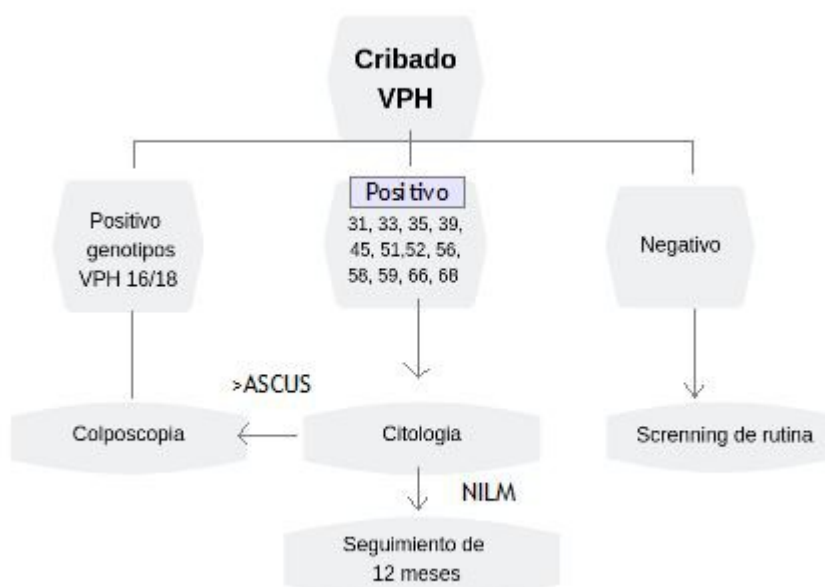 Cribado
VPH
Positivo
genotipos
VPH 16/18
Positivo
31, 33, 35, 39,
45, 51,52, 56,
58, 59, 66, 68
Negativo
>ASCUS
Colposcopia
Citologia
Screnning de rutina
NILM
Seguimiento de
12 meses